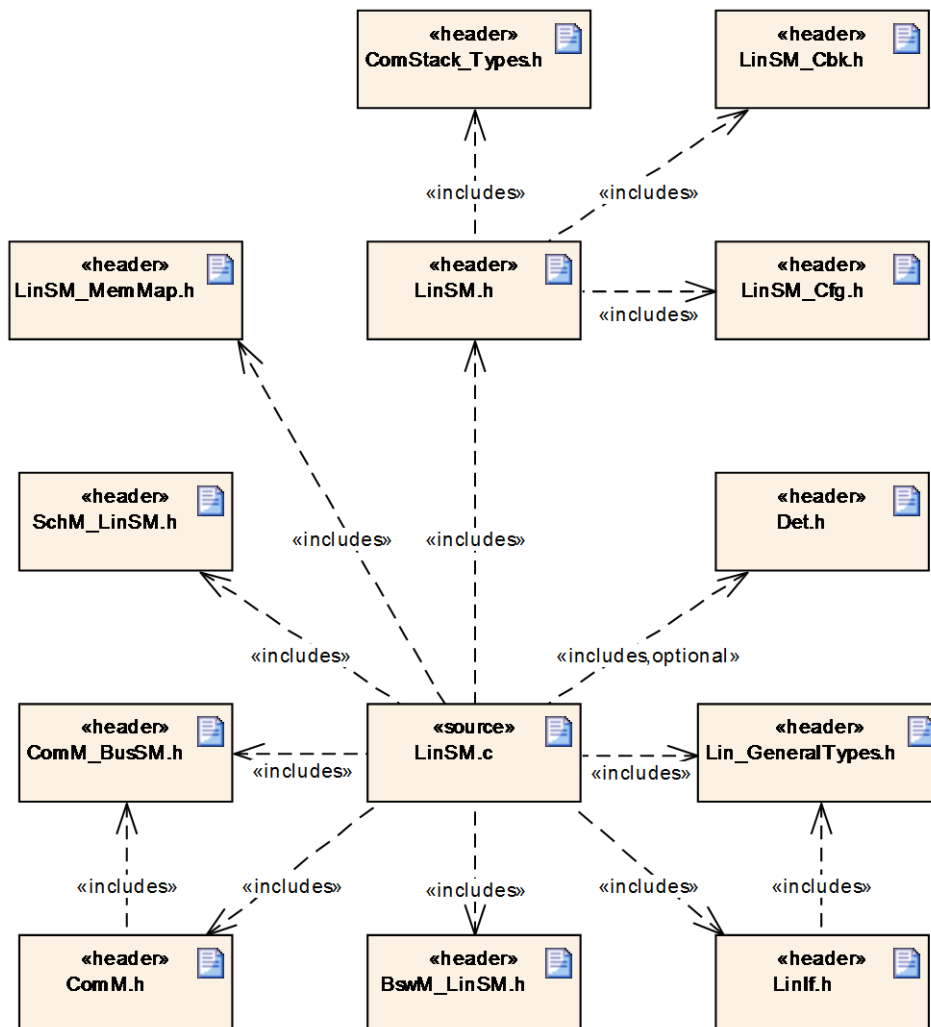 «header»
ComStack_Types.h
«header»
LinSM_Cbk.h
«includes»
«includes»
«header»
LinSM_MemMap.h
«header»
LinSM.h
«header»
LinSM_Cfg.h
«includes»
«header»
SchM_LinSM.h
«header»
Det.h
«includes»
«includes»
«includes»
«includes,optional»
«header»
ComM_BusSM.h
«source»
LinSM.c
«header»
Lin_GeneralTypes.h
«includes»
«includes»
«includes»
«includes»
«includes»
«includes»
«includes»
«header»
ComM.h
«header»
BswM_LinSM.h
«header»
LinIf.h